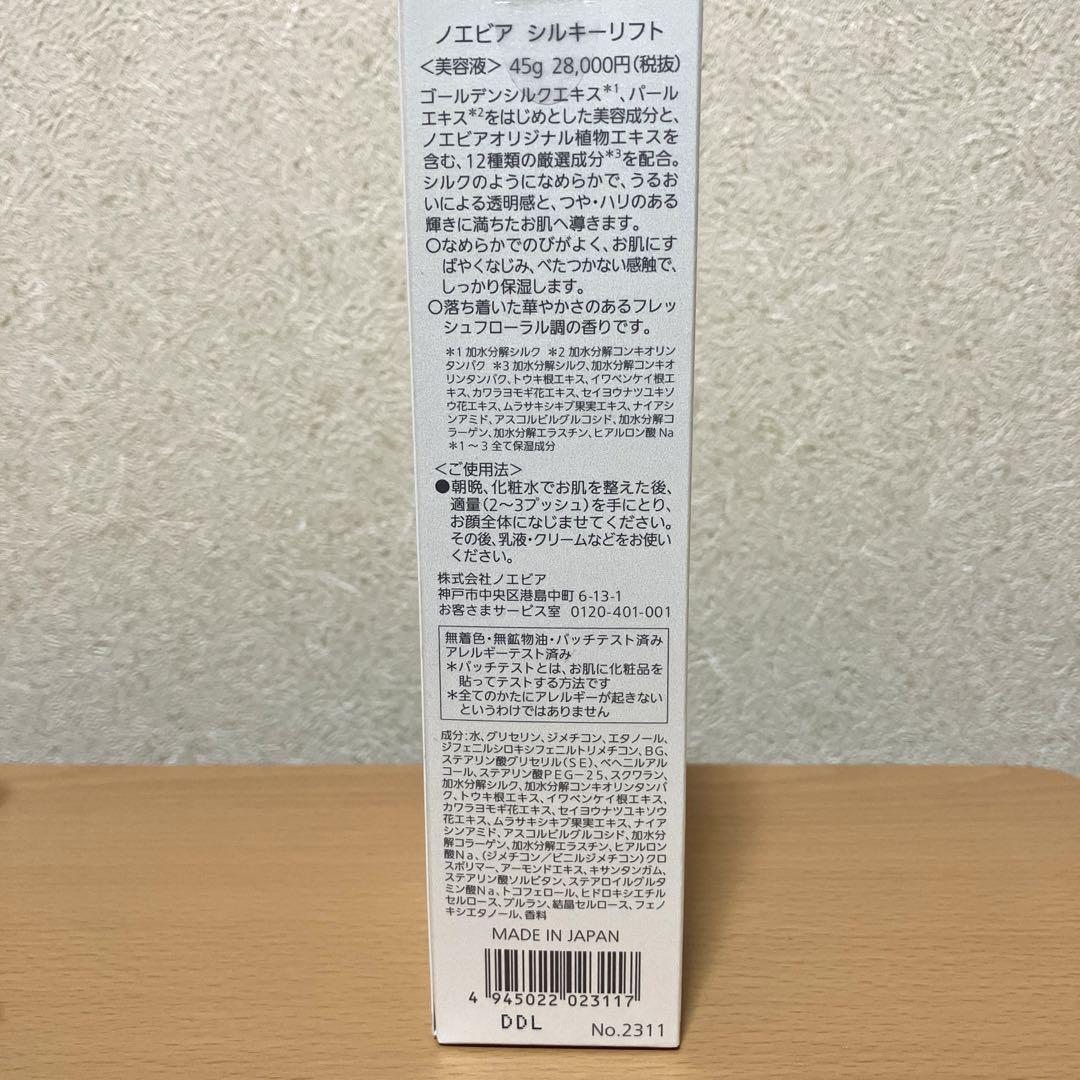 ノエビア シルキーリフト
<美容液> 45g 28,000円(税抜)
ゴールデンシルクエキス*1、パール
エキス*2をはじめとした美容成分と、
ノエビアオリジナル植物エキスを
含む、12種類の厳選成分*3を配合。
シルクのようになめらかで、うるお
いによる透明感と、つや・ハリのある
輝きに満ちたお肌へ導きます。
○なめらかでのびがよく、お肌にす
ばやくなじみ、べたつかない感触で、
しっかり保湿します。
○落ち着いた華やかさのあるフレッ
シュフローラル調の香りです。
*1 加水分解シルク *2 加水分解コンキオリン
タンパク *3 加水分解シルク、加水分解コンキオ
リンタンパク、トウキ根エキス、イワベンケイ根エ
キス、カワラヨモギ花エキス、セイヨウナツユキソ
ウ花エキス、ムラサキシキブ果実エキス、ナイアシ
ンアミド、アスコルビルグルコシド、加水分解コ
ラーゲン、加水分解エラスチン、ヒアルロン酸Na
*1~3 全て保湿成分
<ご使用法>
●朝晩、化粧水でお肌を整えた後、
適量(2~3プッシュ)を手にとり、
お顔全体になじませてください。
その後、乳液・クリームなどをお使い
ください。
株式会社ノエビア
神戸市中央区港島中町6-13-1
お客さまサービス室 0120-401-001
無着色・無鉱物油・パッチテスト済み
アレルギーテスト済み
*パッチテストとは、お肌に化粧品を
貼ってテストする方法です
*全てのかたにアレルギーが起きない
というわけではありません
成分:水、グリセリン、ジメチコン、エタノール、
ジフェニルシロキシフェニルトリメチコン、BG、
ステアリン酸グリセリル(SE)、ベヘニルアル
コール、ステアリン酸PEG-25、スクワラン、
加水分解シルク、加水分解コンキオリンタンパ
ク、トウキ根エキス、イワベンケイ根エキス、
カワラヨモギ花エキス、セイヨウナツユキソウ
花エキス、ムラサキシキブ果実エキス、ナイア
シンアミド、アスコルビルグルコシド、加水分
解コラーゲン、加水分解エラスチン、ヒアルロン
酸Na、(ジメチコン/ビニルジメチコン)クロ
スポリマー、アーモンドエキス、キサンタンガム、
ステアリン酸ソルビタン、ステアロイルグルタ
ミン酸Na、トコフェロール、ヒドロキシエチル
セルロース、プルラン、結晶セルロース、フェノ
キシエタノール、香料
MADE IN JAPAN
4 945022 023117
DDL
No.2311